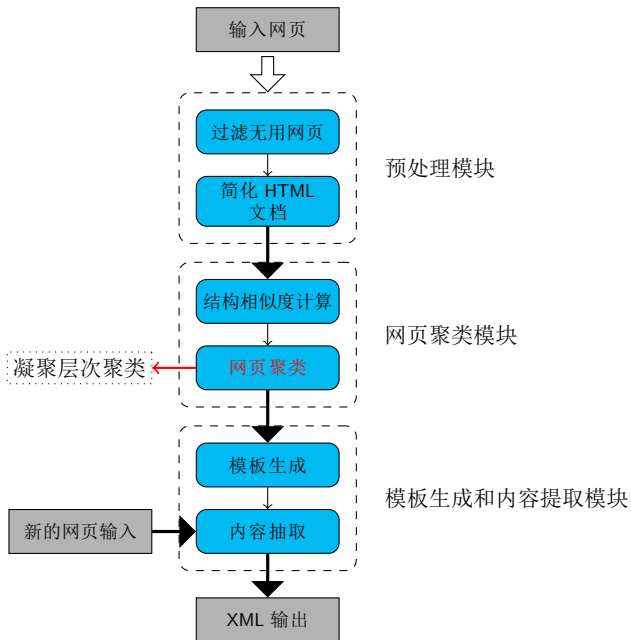 输入网页
过滤无用网页
简化 HTML
文档
预处理模块
结构相似度计算
网页聚类模块
凝聚层次聚类
网页聚类
模板生成
模板生成和内容提取模块
新的网页输入
内容抽取
XML 输出